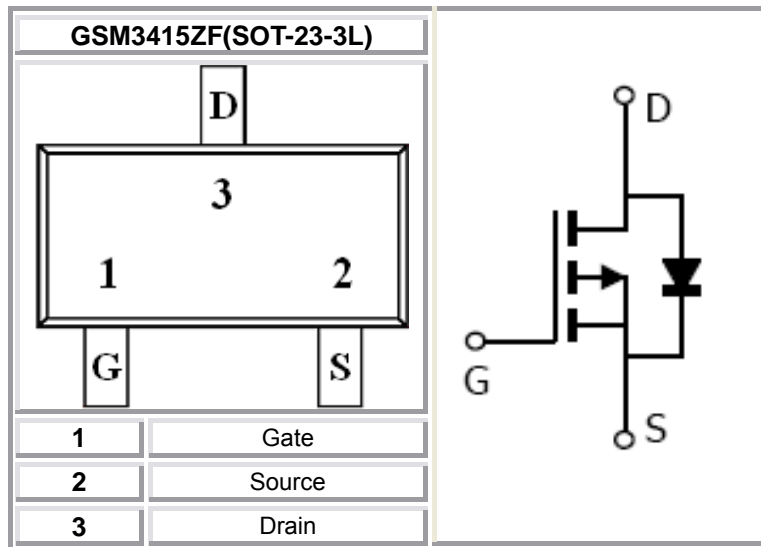 GSM3415ZF(SOT-23-3L)
D
3
1 2
G S
1 Gate
2 Source
3 Drain
D
G
S